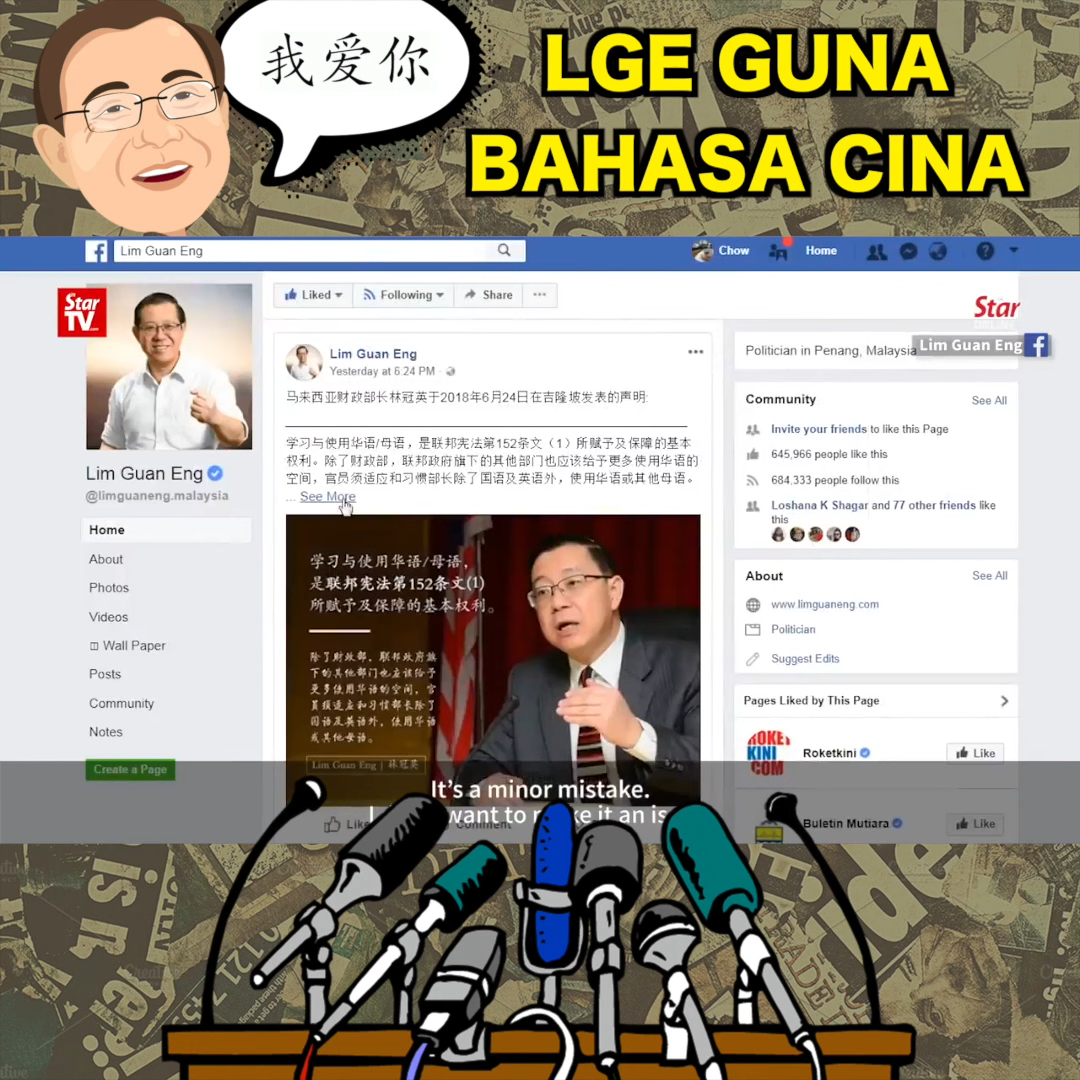 我爱你
LGE GUNA
BAHASA CINA
Lim Guan Eng
Chow
Home
Star
TV
Liked
Following
Share
Star
Lim Guan Eng
Politician in Penang, Malaysia
Lim Guan Eng
Yesterday at 6:24 PM
马来西亚财政部长林冠英于2018年6月24日在吉隆坡发表的声明:
学习与使用华语/母语，是联邦宪法第152条文（1）所赋予及保障的基本
权利。除了财政部，联邦政府旗下的其他部门也应该给予更多使用华语的
空间，官员须适应和习惯部长除了国语及英语外，使用华语或其他母语。
... See More
学习与使用华语/母语，
是联邦宪法第152条文(1)
所赋予及保障的基本权利。
除了财政部，联邦政府旗
下的其他部门也应该给予
更多使用华语的空间，官
员须适应和习惯部长除了
国语及英语外，使用华语
或其他母语。
Lim Guan Eng | 林冠英
Lim Guan Eng
@limguaneng.malaysia
Home
About
Photos
Videos
Wall Paper
Posts
Community
Notes
Create a Page
Community
See All
Invite your friends to like this Page
645,966 people like this
684,333 people follow this
Loshana K Shagar and 77 other friends like
this
About
See All
www.limguaneng.com
Politician
Suggest Edits
Pages Liked by This Page
ROKET
KINI
COM
Roketkini
Like
Buletin Mutiara
Like
It's a minor mistake.
want to
it an is
Comment